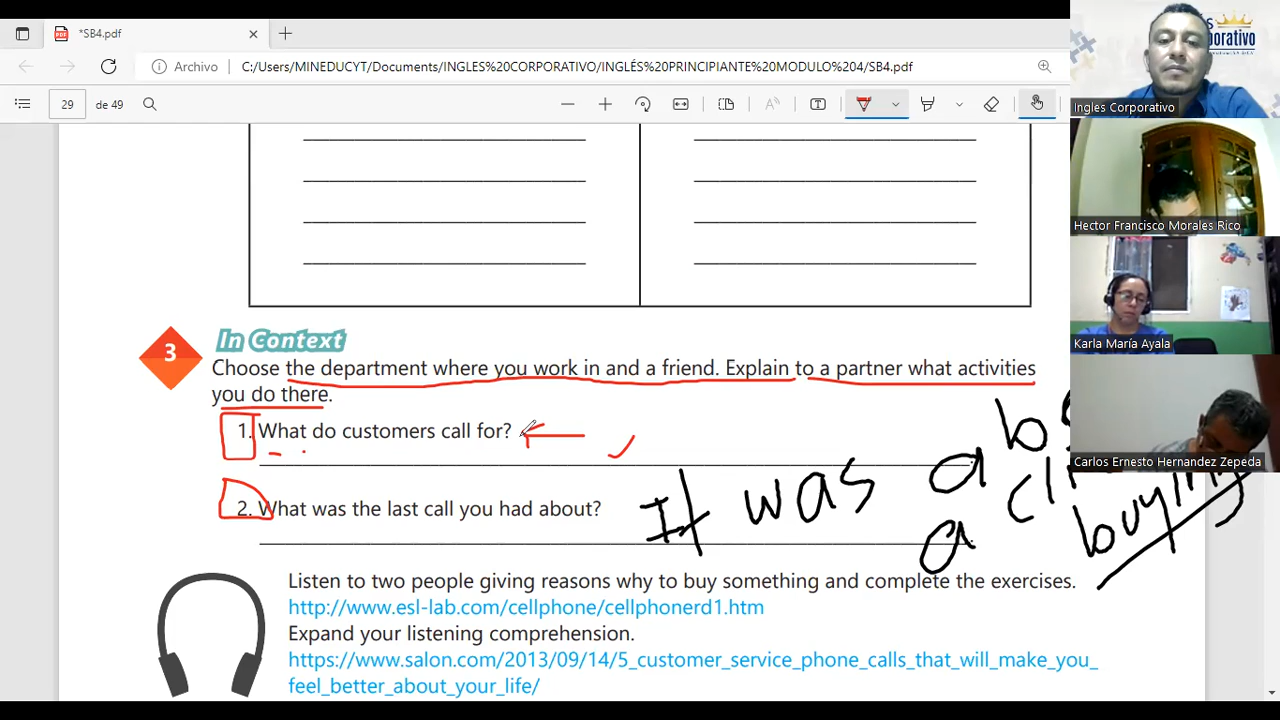 *SB4.pdf
Archivo
C:/Users/MINEDUCYT/Documents/INGLES%20CORPORATIVO/INGLÉS%20PRINCIPIANTE%20MODULO%204/SB4.pdf
29 de 49
3
In Context
Choose the department where you work in and a friend. Explain to a partner what activities
you do there.
1. What do customers call for?
2. What was the last call you had about?
It was a
a
buying
Listen to two people giving reasons why to buy something and complete the exercises.
http://www.esl-lab.com/cellphone/cellphonerd1.htm
Expand your listening comprehension.
https://www.salon.com/2013/09/14/5_customer_service_phone_calls_that_will_make_you_
feel_better_about_your_life/
Ingles Corporativo
Hector Francisco Morales Rico
Karla María Ayala
Carlos Ernesto Hernandez Zepeda